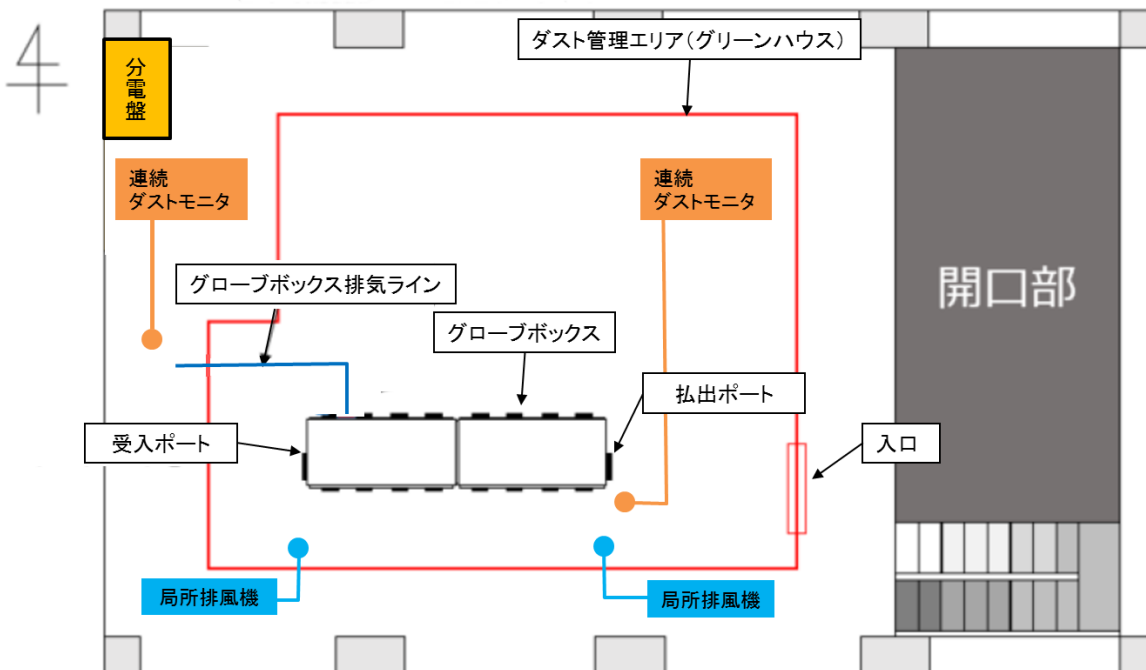 ダスト管理エリア(グリーンハウス)
分電盤
連続
ダストモニタ
連続
ダストモニタ
グローブボックス排気ライン
開口部
グローブボックス
払出ポート
受入ポート
入口
局所排風機
局所排風機